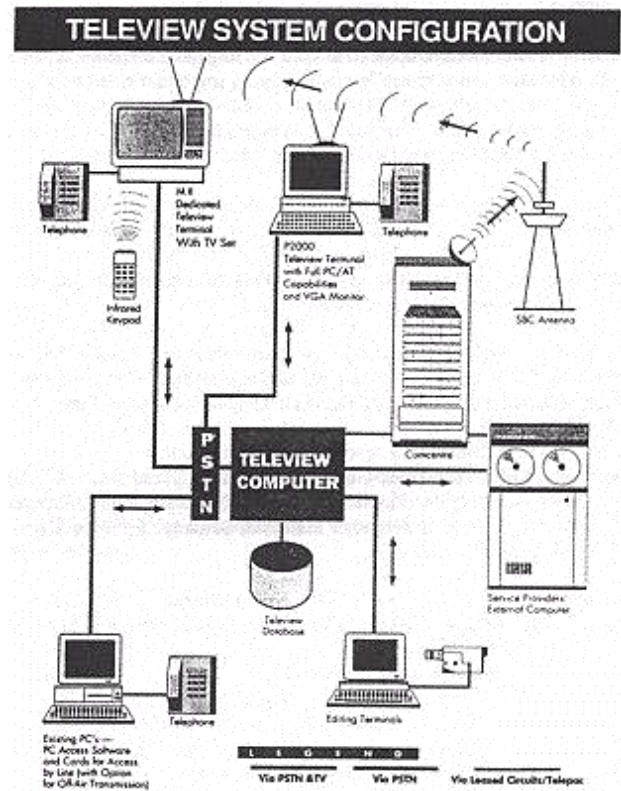 TELEVIEW SYSTEM CONFIGURATION
Telephone
Infrared
Keypad
M.K
Dedicated
Teleview
Terminal
With TV Set
P2000
Teleview Terminal
with Full PC/AT
Capabilities
and VGA Monitor
Telephone
SBC Antenna
Comcentre
PSTN
TELEVIEW
COMPUTER
Service Providers'
External Computer
Teleview
Database
Editing Terminals
Telephone
Existing PC's—
PC Access Software
and Cards for Access
by Line (with Option
for Off-Air Transmission)
LEGEND
Via PSTN &TV
Via PSTN
Via Leased Circuits/Telepac